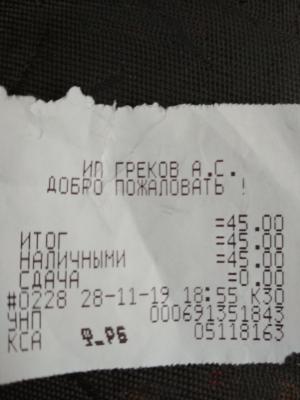 ИП ГРЕКОВ А.С.
ДОБРО ПОЖАЛОВАТЬ !
=45.00
ИТОГ =45.00
НАЛИЧНЫМИ =45.00
СДАЧА =0.00
#0228 28-11-19 18:55 К30
УНП 000691351843
КСА 05118163